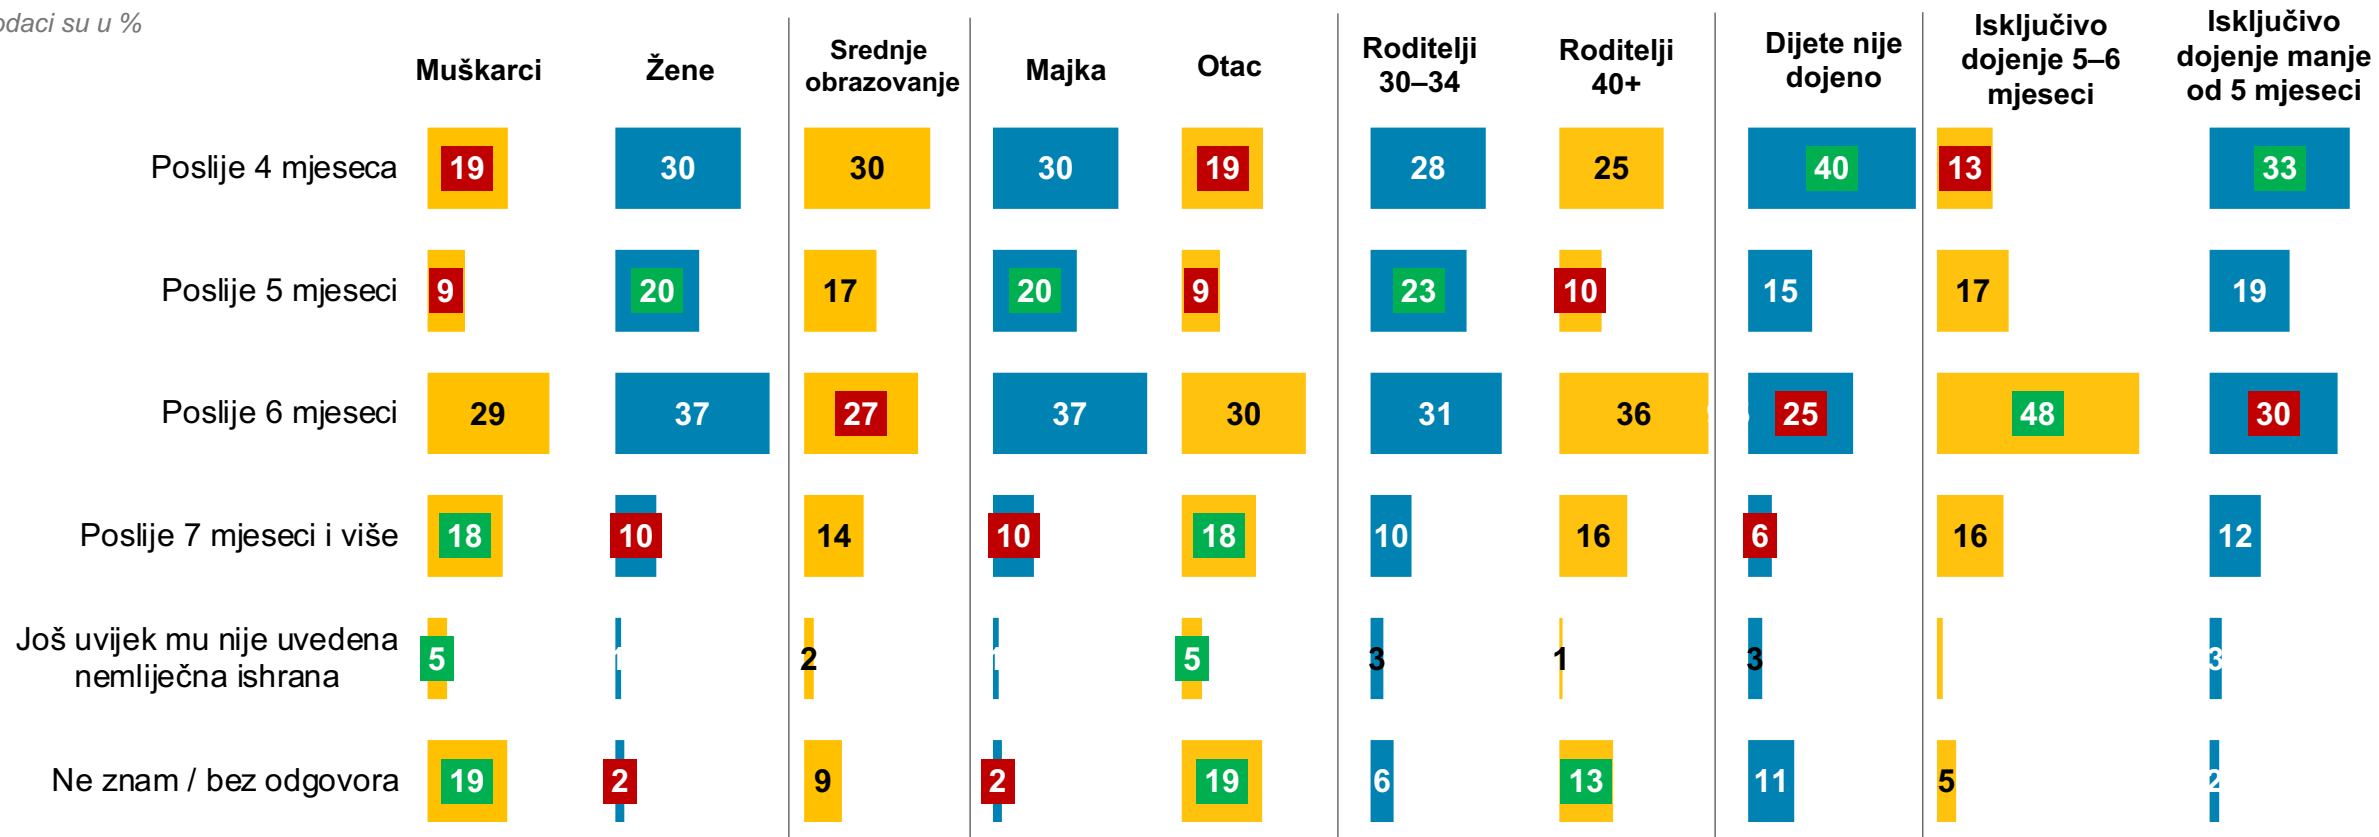 odaci su u %
Muškarci
Žene
Srednje
obrazovanje
Majka
Otac
Roditelji
30–34
Roditelji
40+
Dijete nije
dojeno
Isključivo
dojenje 5–6
mjeseci
Isključivo
dojenje manje
od 5 mjeseci
Poslije 4 mjeseca
19 30 30 30 19 28 25 40 13 33
Poslije 5 mjeseci
9 20 17 20 9 23 10 15 17 19
Poslije 6 mjeseci
29 37 27 37 30 31 36 25 48 30
Poslije 7 mjeseci i više
18 10 14 10 18 10 16 6 16 12
Još uvijek mu nije uvedena
nemliječna ishrana
5 1 2 1 5 3 1 3 3
Ne znam / bez odgovora
19 2 9 2 19 6 13 11 5 2